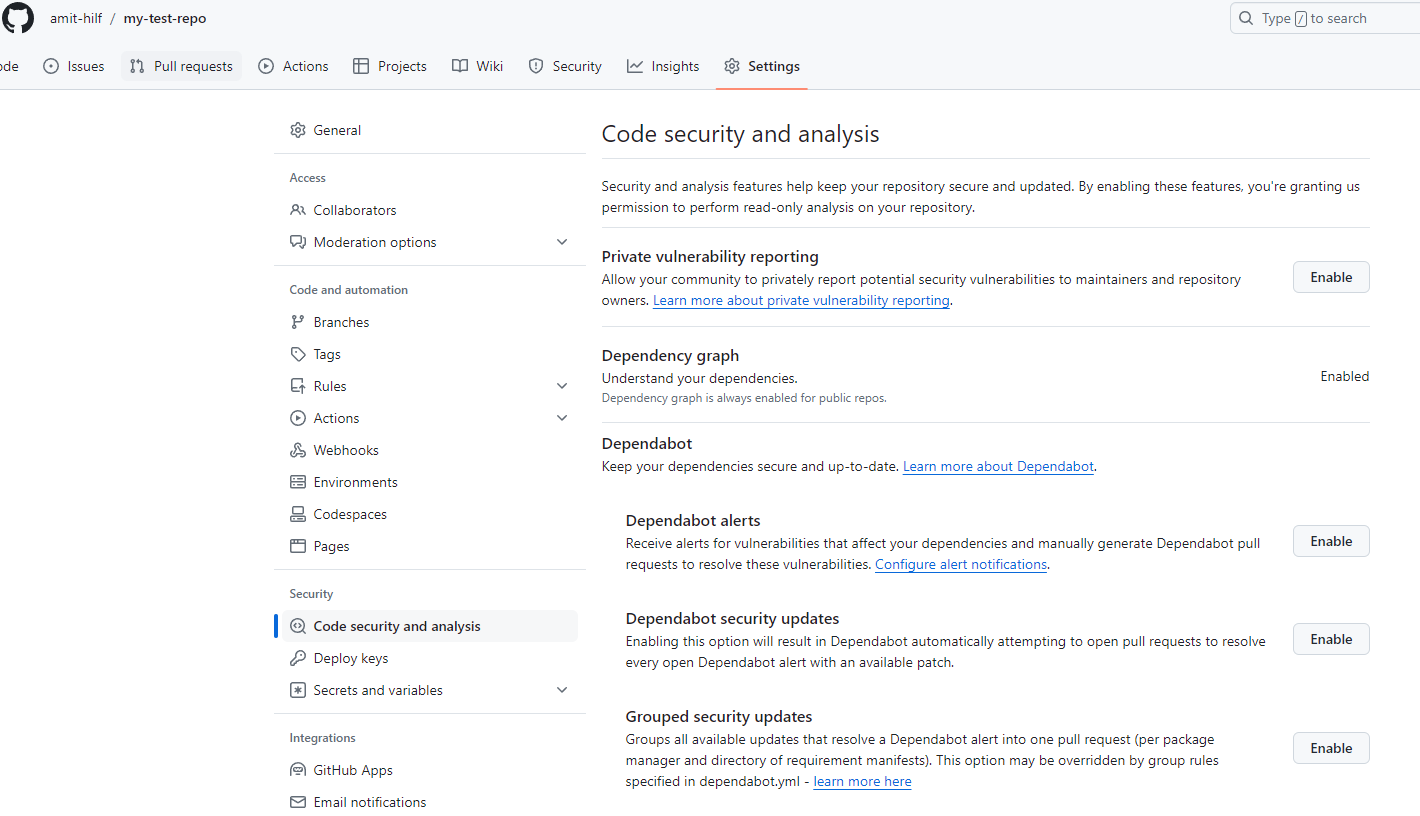 amit-hilf / my-test-repo
Type / to search
ode
Issues
Pull requests
Actions
Projects
Wiki
Security
Insights
Settings
General
Access
Collaborators
Moderation options
Code and automation
Branches
Tags
Rules
Actions
Webhooks
Environments
Codespaces
Pages
Security
Code security and analysis
Deploy keys
Secrets and variables
Integrations
GitHub Apps
Email notifications
Code security and analysis
Security and analysis features help keep your repository secure and updated. By enabling these features, you're granting us
permission to perform read-only analysis on your repository.
Private vulnerability reporting
Allow your community to privately report potential security vulnerabilities to maintainers and repository
owners. Learn more about private vulnerability reporting.
Enable
Dependency graph
Understand your dependencies.
Dependency graph is always enabled for public repos.
Enabled
Dependabot
Keep your dependencies secure and up-to-date. Learn more about Dependabot.
Dependabot alerts
Receive alerts for vulnerabilities that affect your dependencies and manually generate Dependabot pull
requests to resolve these vulnerabilities. Configure alert notifications.
Enable
Dependabot security updates
Enabling this option will result in Dependabot automatically attempting to open pull requests to resolve
every open Dependabot alert with an available patch.
Enable
Grouped security updates
Groups all available updates that resolve a Dependabot alert into one pull request (per package
manager and directory of requirement manifests). This option may be overridden by group rules
specified in dependabot.yml - learn more here
Enable